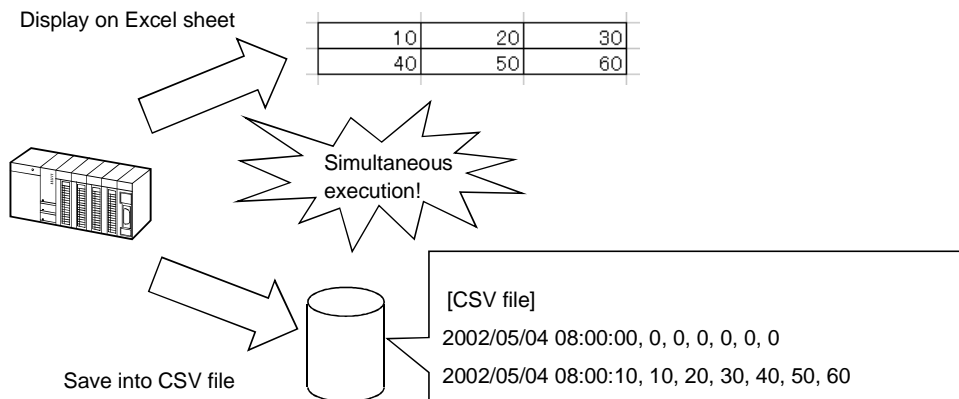 Display on Excel sheet
10 20 30
40 50 60
Simultaneous
execution!
[CSV file]
2002/05/04 08:00:00, 0, 0, 0, 0, 0, 0
2002/05/04 08:00:10, 10, 20, 30, 40, 50, 60
Save into CSV file